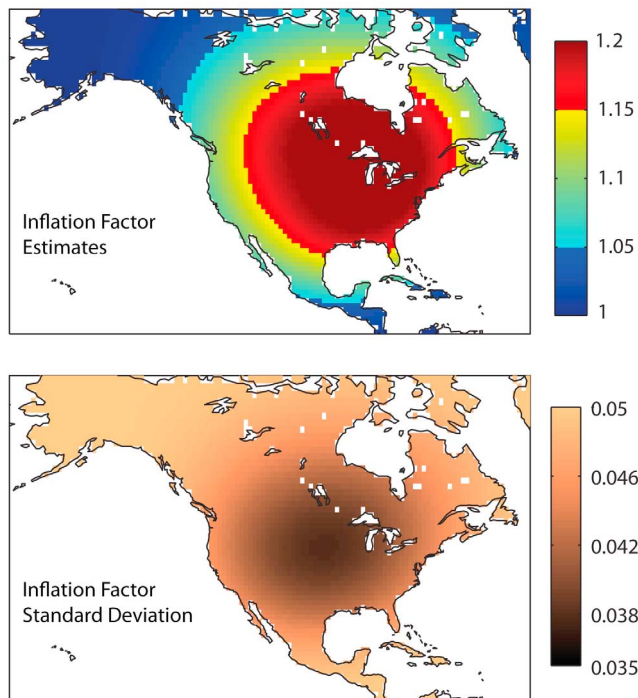 1.2
1.15
1.1
1.05
1
Inflation Factor
Estimates
0.05
0.046
0.042
0.038
0.035
Inflation Factor
Standard Deviation